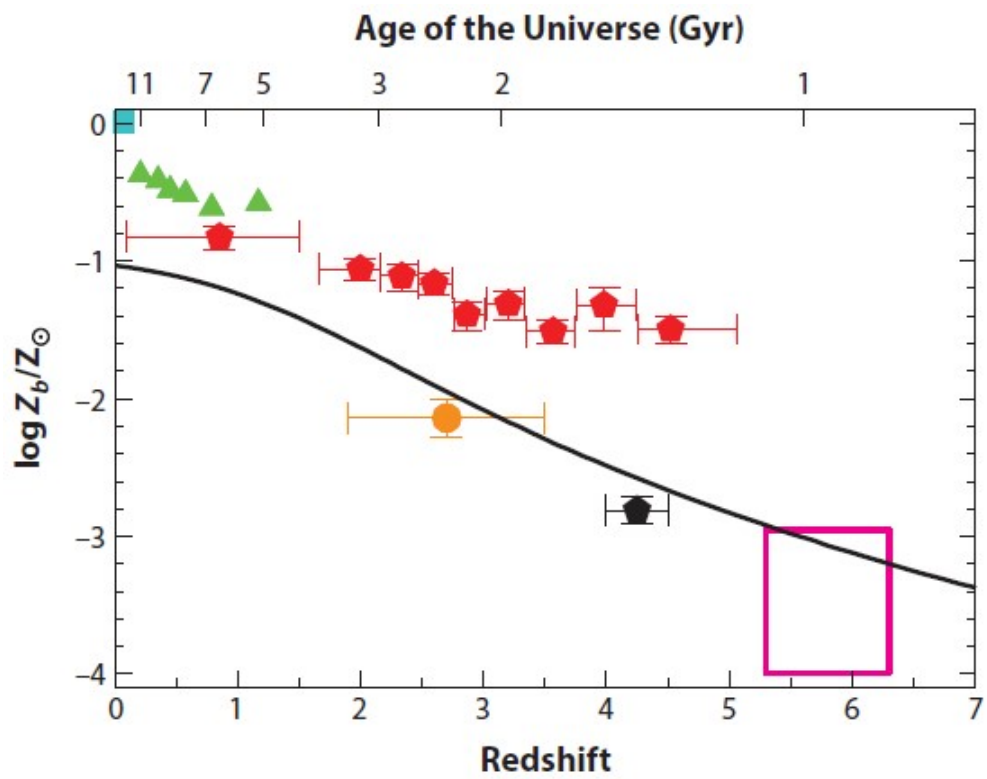 Age of the Universe (Gyr)
11 7 5 3 2 1
0
−1
−2
−3
−4
log Z_b/Z_⊙
0 1 2 3 4 5 6 7
Redshift